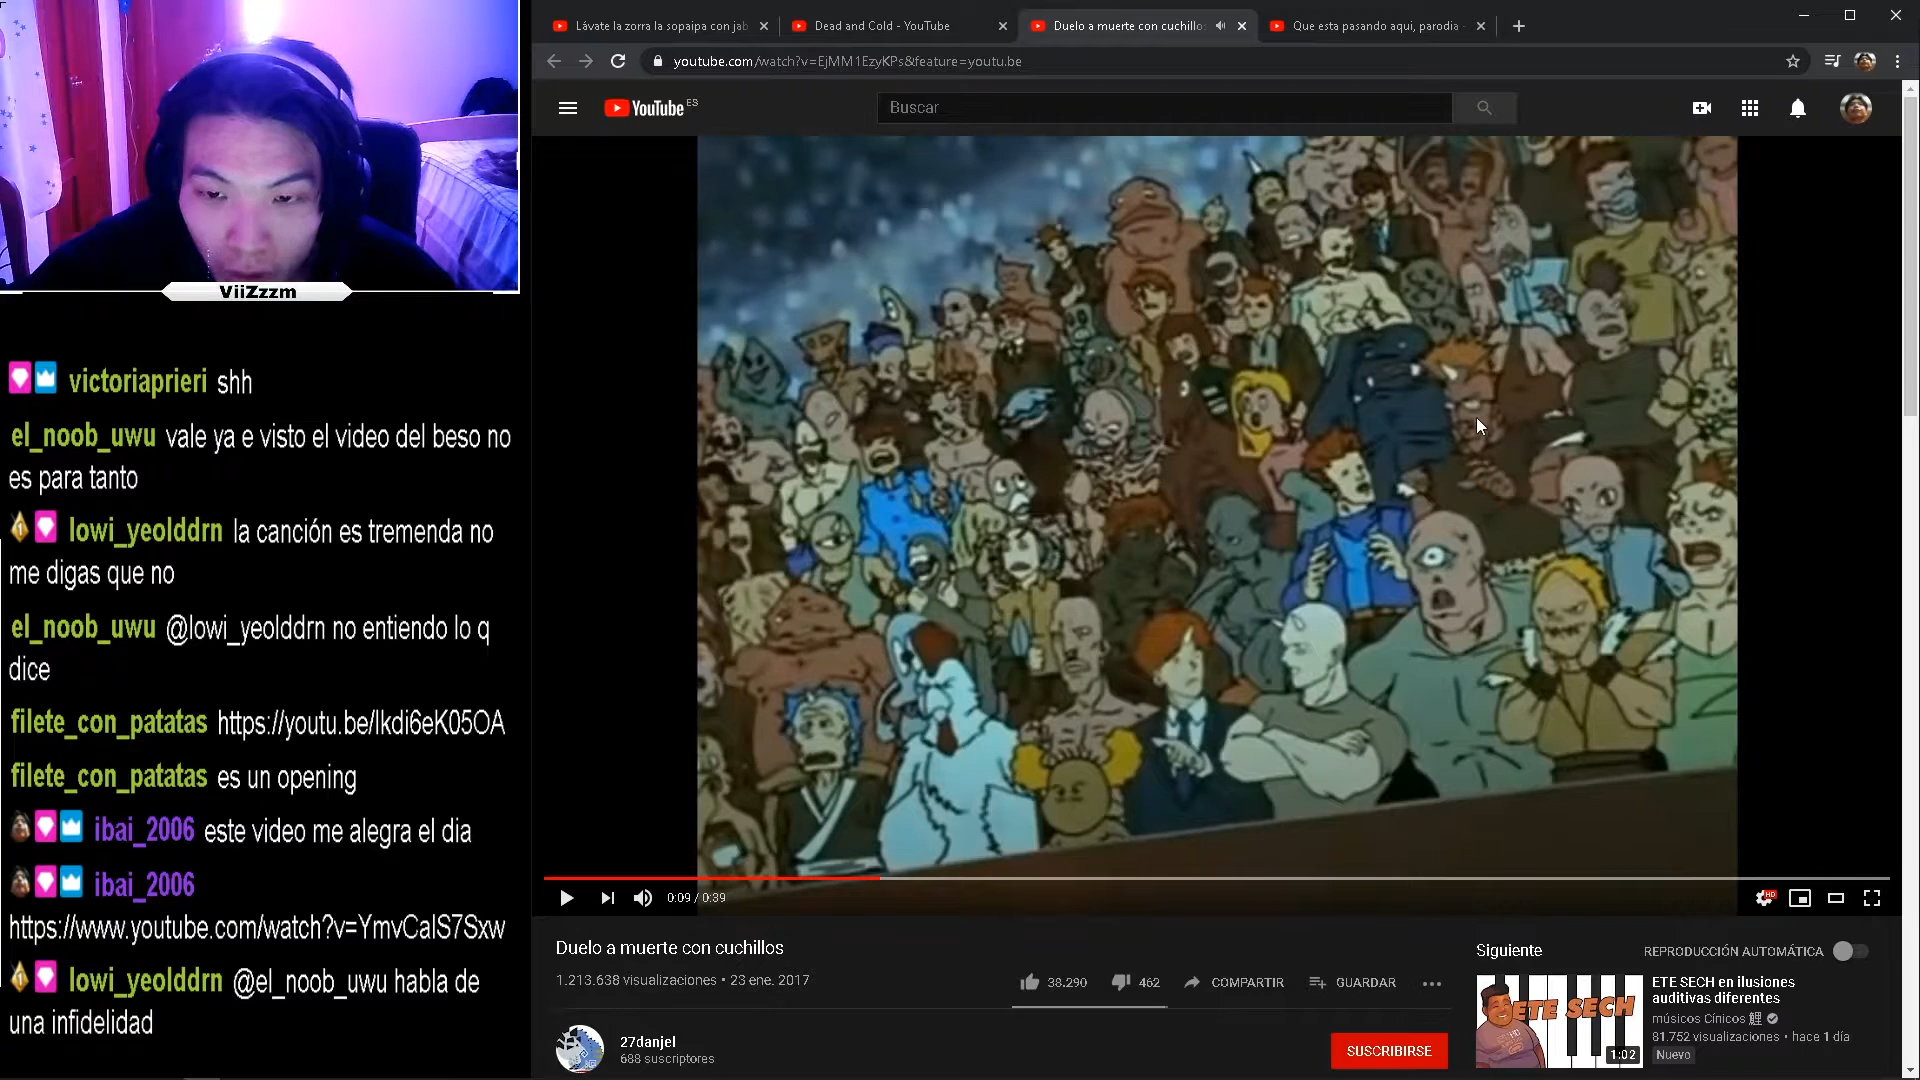 Lávate la zorra la sopaipa con jab
Dead and Cold - YouTube
Duelo a muerte con cuchillos
Que esta pasando aqui, parodia -
youtube.com/watch?v=EjMM1EzyKPs&feature=youtu.be
YouTube ES
Buscar
ViiZzzm
victoriaprieri shh
el_noob_uwu vale ya e visto el video del beso no
es para tanto
lowi_yeolddrn la canción es tremenda no
me digas que no
el_noob_uwu @lowi_yeolddrn no entiendo lo q
dice
filete_con_patatas https://youtu.be/lkdi6eK05OA
filete_con_patatas es un opening
ibai_2006 este video me alegra el dia
ibai_2006
https://www.youtube.com/watch?v=YmvCalS7Sxw
lowi_yeolddrn @el_noob_uwu habla de
una infidelidad
0:09 / 0:39
HD
Duelo a muerte con cuchillos
1.213.638 visualizaciones • 23 ene. 2017
38.290
462
COMPARTIR
GUARDAR
27danjel
688 suscriptores
SUSCRIBIRSE
Siguiente
REPRODUCCIÓN AUTOMÁTICA
ETE SECH
1:02
ETE SECH en ilusiones
auditivas diferentes
músicos Cínicos 鯉
81.752 visualizaciones • hace 1 día
Nuevo